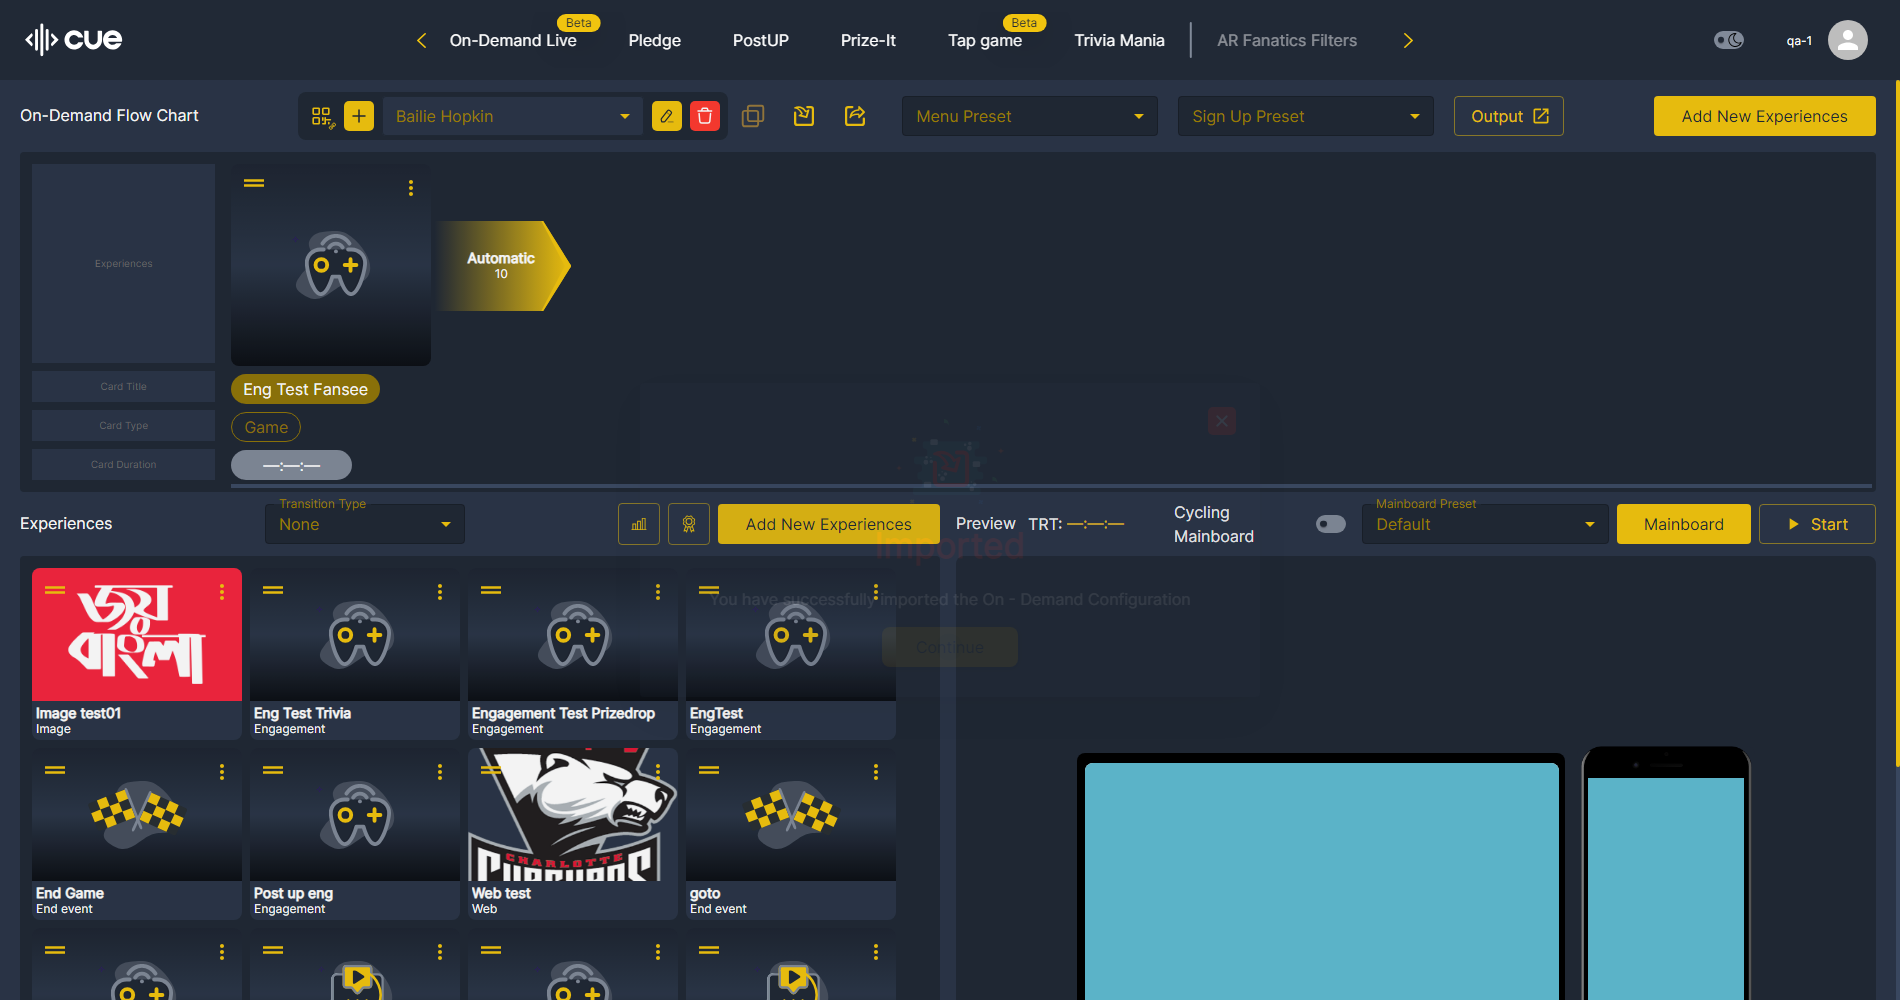 cue
On-Demand Live
Beta
Pledge
PostUP
Prize-It
Tap game
Beta
Trivia Mania
AR Fanatics Filters
qa-1
On-Demand Flow Chart
Bailie Hopkin
Menu Preset
Sign Up Preset
Output
Add New Experiences
Experiences
Automatic
10
Card Title
Eng Test Fansee
Card Type
Game
Card Duration
—:—:—
Experiences
Transition Type
None
Add New Experiences
Preview
TRT: —:—:—
Cycling
Mainboard
Mainboard Preset
Default
Mainboard
Start
Imported
You have successfully imported the On - Demand Configuration
Continue
জয়
বাংলা
Image test01
Image
Eng Test Trivia
Engagement
Engagement Test Prizedrop
Engagement
EngTest
Engagement
End Game
End event
Post up eng
Engagement
CHARLOTTE
Web test
Web
goto
End event